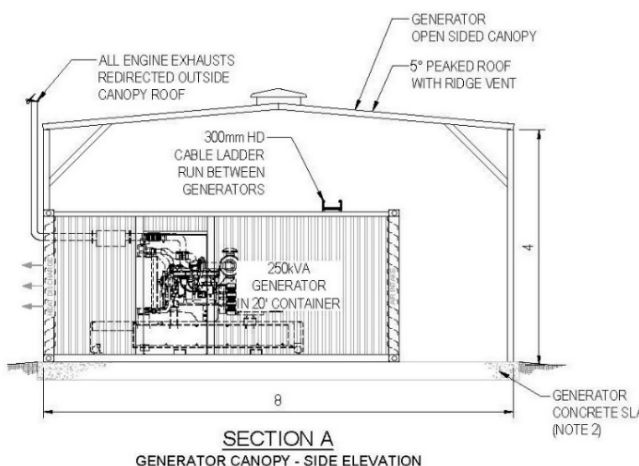 GENERATOR
OPEN SIDED CANOPY
ALL ENGINE EXHAUSTS
REDIRECTED OUTSIDE
CANOPY ROOF
5° PEAKED ROOF
WITH RIDGE VENT
300mm HD
CABLE LADDER
RUN BETWEEN
GENERATORS
4
250kVA
GENERATOR
IN 20' CONTAINER
8
GENERATOR
CONCRETE SLA
(NOTE 2)
SECTION A
GENERATOR CANOPY - SIDE ELEVATION